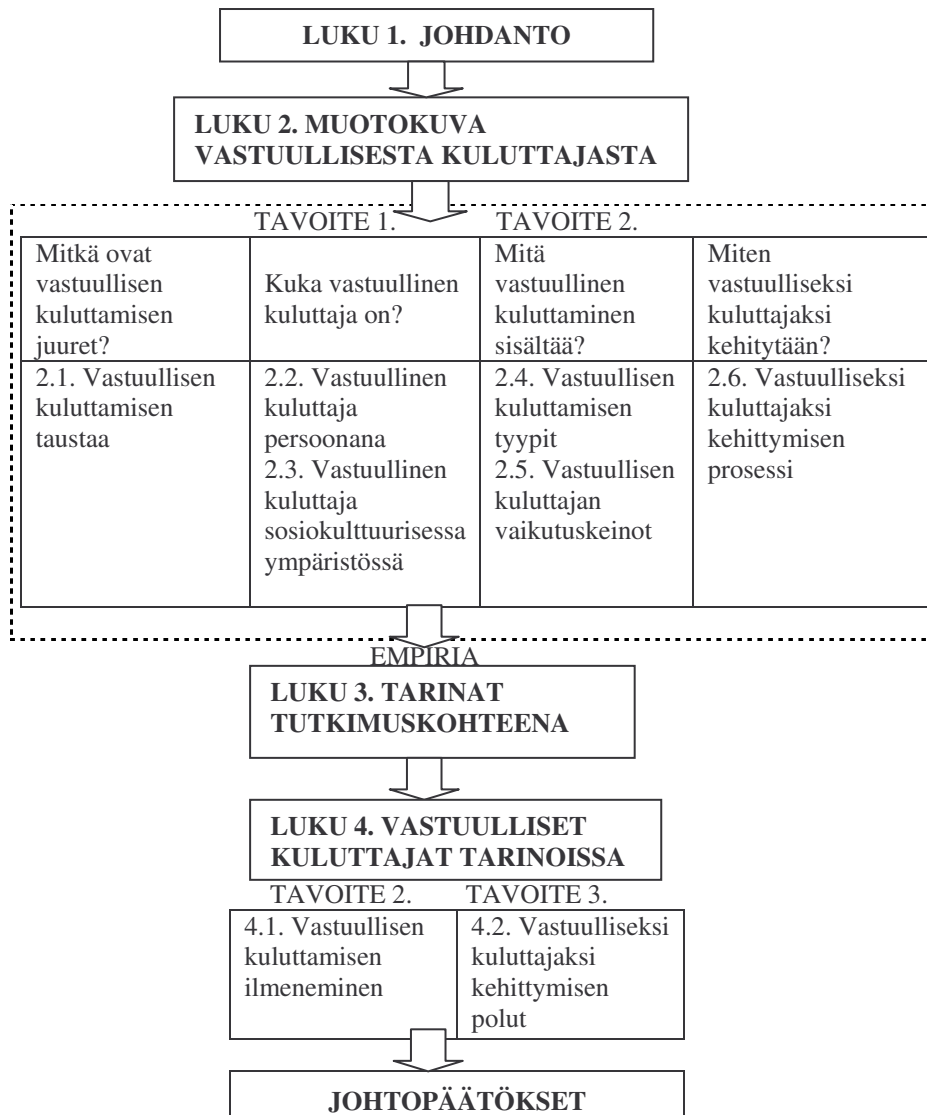 LUKU 1. JOHDANTO
LUKU 2. MUOTOKUVA
VASTUULLISESTA KULUTTAJASTA
TAVOITE 1.
TAVOITE 2.
Mitkä ovat
vastuullisen
kuluttamisen
juuret?
Kuka vastuullinen
kuluttaja on?
Mitä
vastuullinen
kuluttaminen
sisältää?
Miten
vastuulliseksi
kuluttajaksi
kehitytään?
2.1. Vastuullisen
kuluttamisen
taustaa
2.2. Vastuullinen
kuluttaja
persoonana
2.3. Vastuullinen
kuluttaja
sosiokulttuurisessa
ympäristössä
2.4. Vastuullisen
kuluttamisen
tyypit
2.5. Vastuullisen
kuluttajan
vaikutuskeinot
2.6. Vastuulliseksi
kuluttajaksi
kehittymisen
prosessi
EMPIRIA
LUKU 3. TARINAT
TUTKIMUSKOHTEENA
LUKU 4. VASTUULLISET
KULUTTAJAT TARINOISSA
TAVOITE 2.
TAVOITE 3.
4.1. Vastuullisen
kuluttamisen
ilmeneminen
4.2. Vastuulliseksi
kuluttajaksi
kehittymisen
polut
JOHTOPÄÄTÖKSET